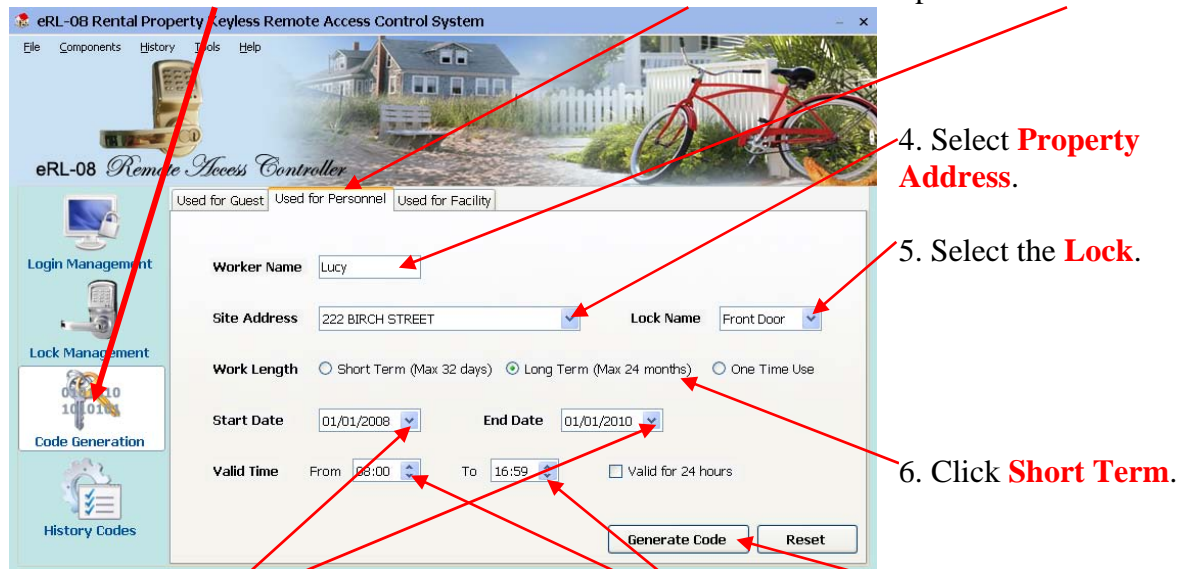 eRL-08 Rental Property Keyless Remote Access Control System
File Components History Tools Help
eRL-08 Remote Access Controller
4. Select Property
Address.
Used for Guest Used for Personnel Used for Facility
Login Management
Worker Name Lucy
5. Select the Lock.
Site Address 222 BIRCH STREET Lock Name Front Door
Lock Management
Work Length Short Term (Max 32 days) Long Term (Max 24 months) One Time Use
Start Date 01/01/2008 End Date 01/01/2010
Code Generation
Valid Time From 08:00 To 16:59 Valid for 24 hours
6. Click Short Term.
History Codes
Generate Code Reset